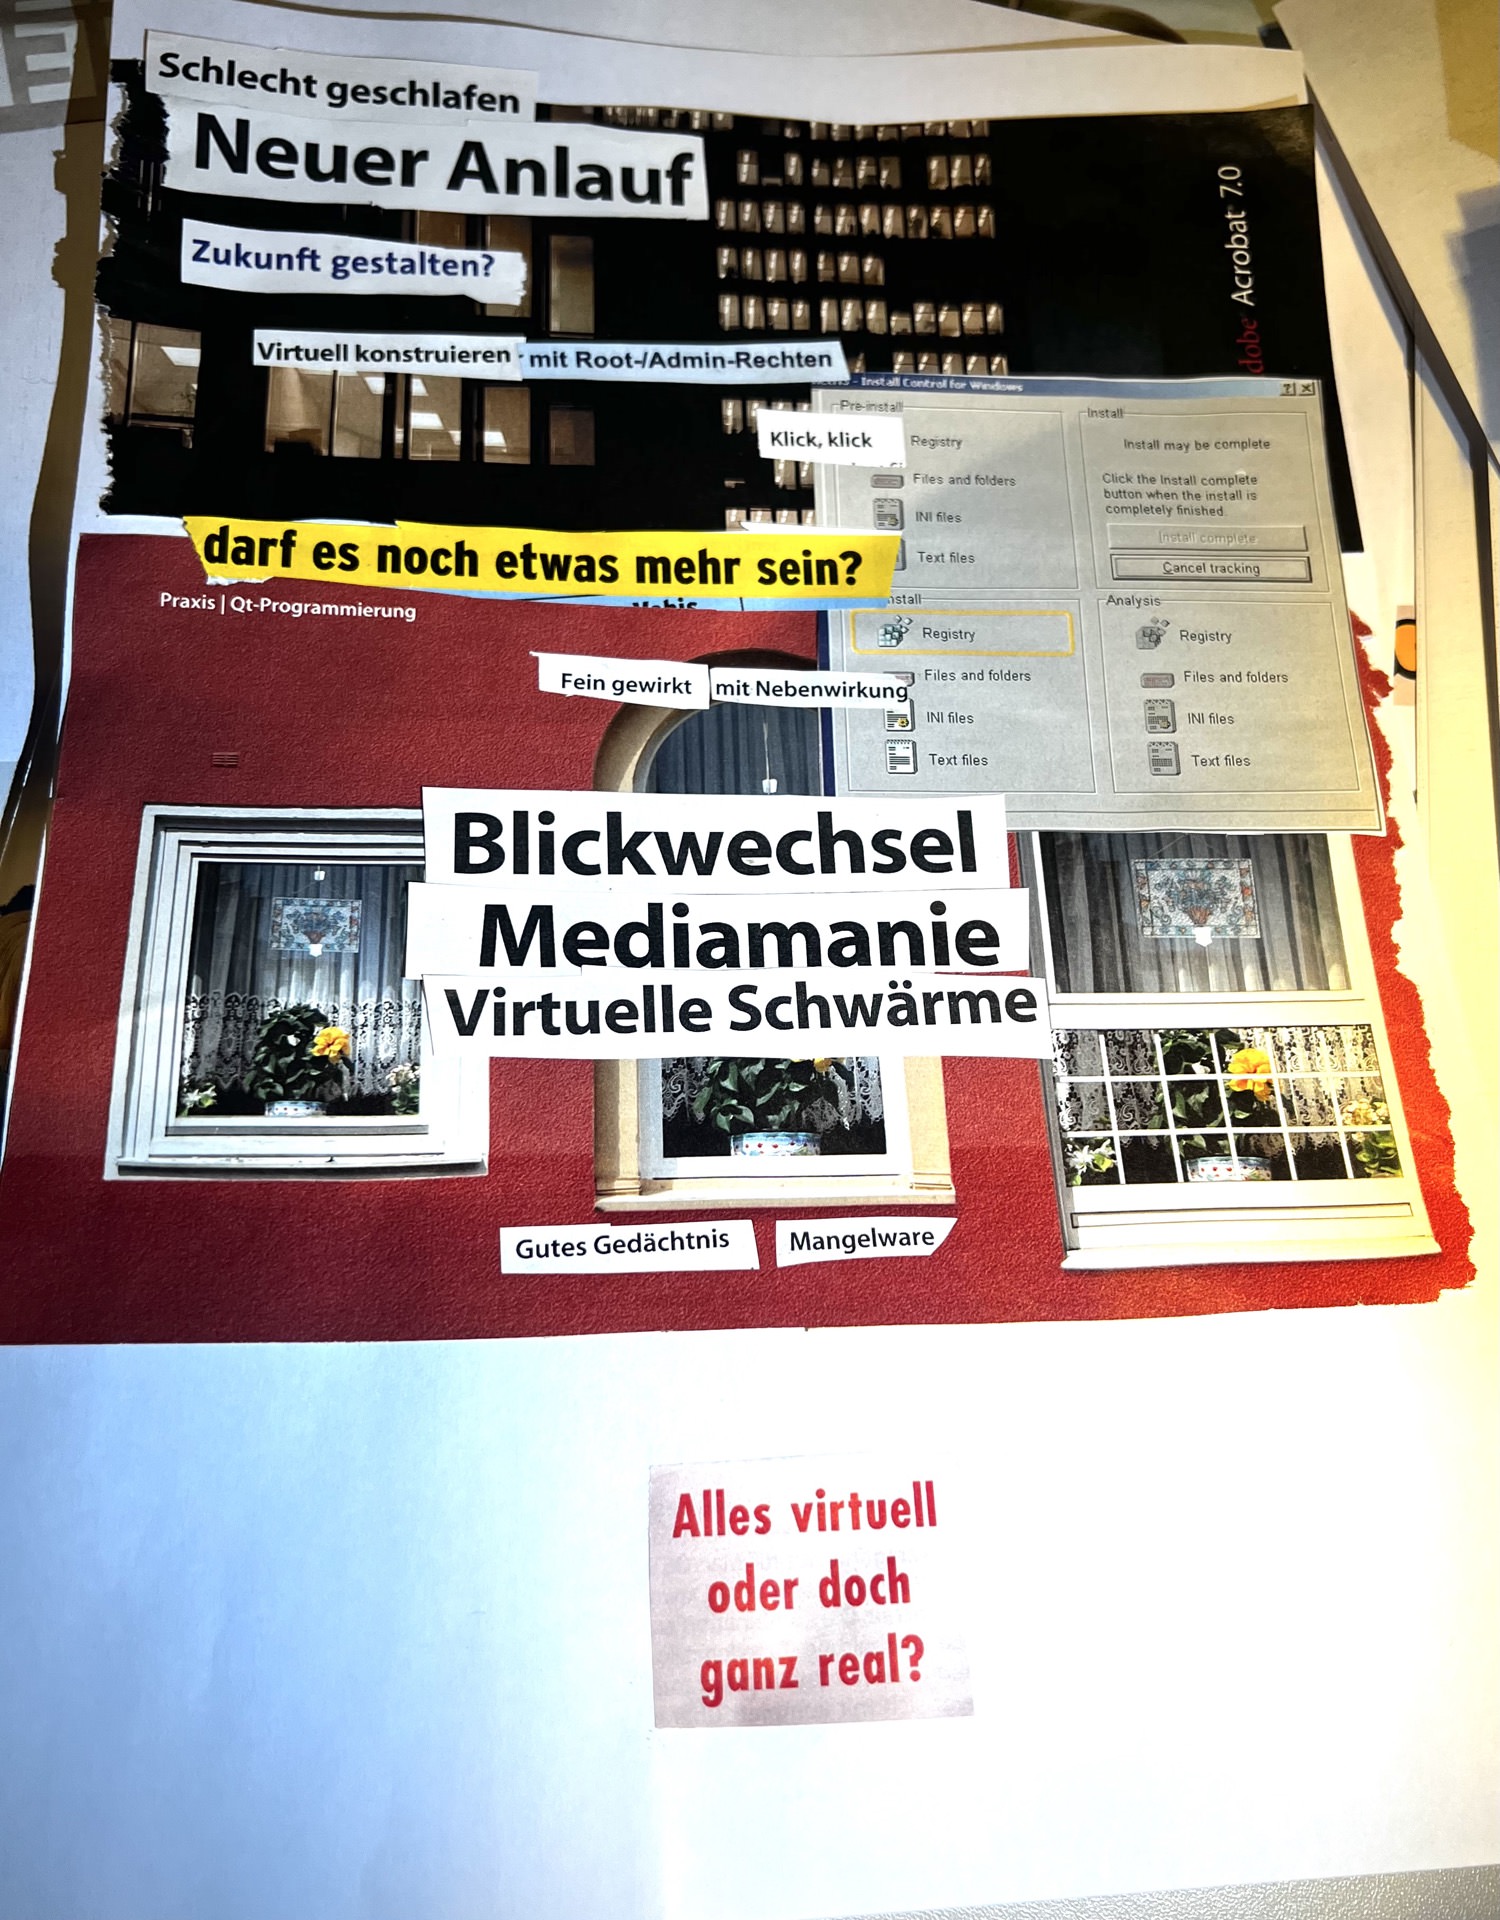 Schlecht geschlafen
Neuer Anlauf
Zukunft gestalten?
dobe Acrobat 7.0
Virtuell konstruieren mit Root-/Admin-Rechten
- Install Control for Windows
Klick, klick
Pre-install
Registry
Files and folders
INI files
Text files
Install
Install may be complete
Click the Install complete
button when the install is
completely finished.
Install complete
Cancel tracking
darf es noch etwas mehr sein?
Praxis | Qt-Programmierung
nstall
Registry
Files and folders
INI files
Text files
Analysis
Registry
Files and folders
INI files
Text files
Fein gewirkt mit Nebenwirkung
Blickwechsel
Mediamanie
Virtuelle Schwärme
Gutes Gedächtnis Mangelware
Alles virtuell
oder doch
ganz real?